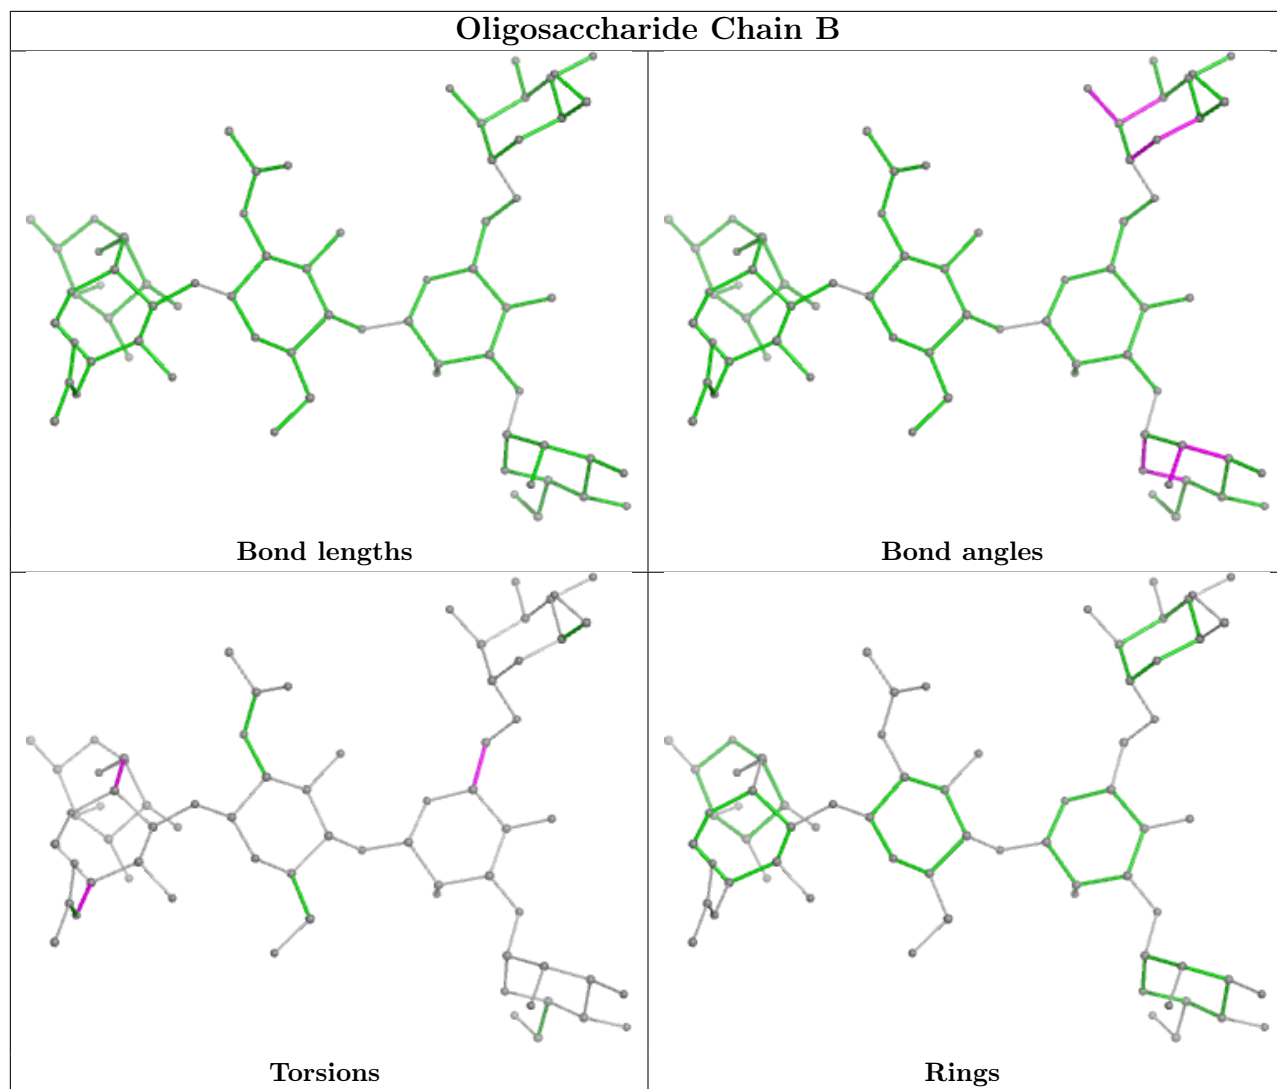 Oligosaccharide Chain B
Bond lengths
Bond angles
Torsions
Rings